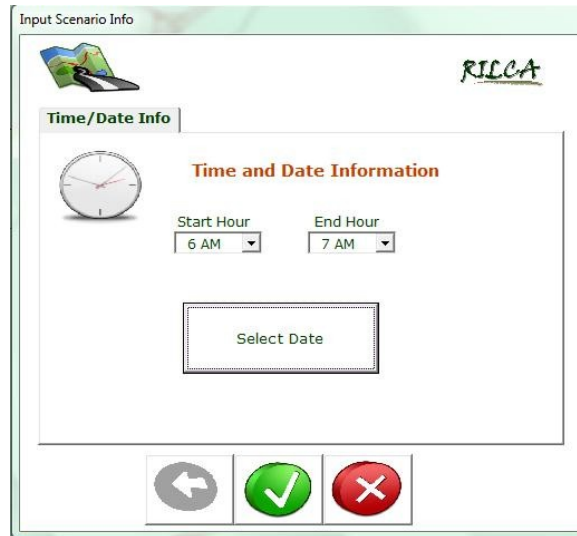 Input Scenario Info
RILCA
Time/Date Info
Time and Date Information
Start Hour End Hour
6 AM 7 AM
Select Date